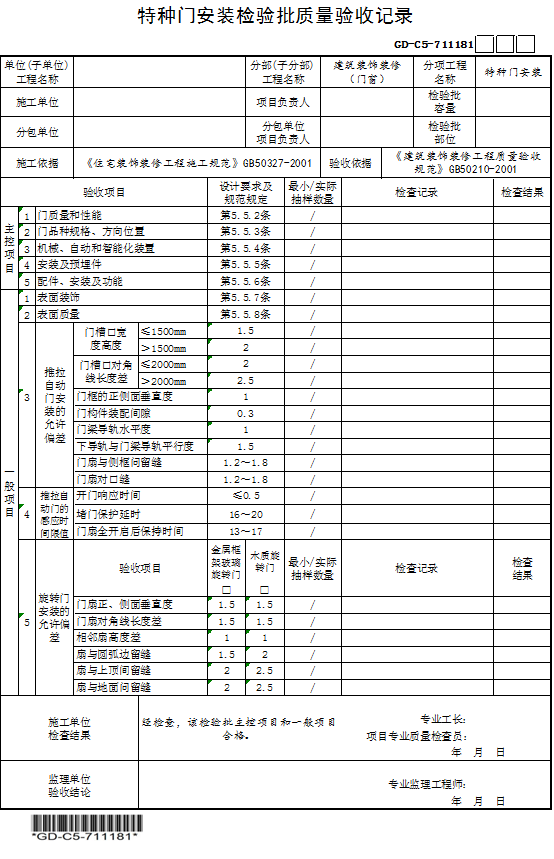 特种门安装检验批质量验收记录
GD-C5-711181
单位(子单位)
工程名称
分部(子分部)
工程名称
建筑装饰装修
（门窗）
分项工程
名称
特种门安装
施工单位
项目负责人
检验批
容量
分包单位
分包单位
项目负责人
检验批
部位
施工依据
《住宅装饰装修工程施工规范》GB50327-2001
验收依据
《建筑装饰装修工程质量验收
规范》GB50210-2001
验收项目
设计要求及
规范规定
最小/实际
抽样数量
检查记录
检查结果
主控项目
1 门质量和性能 第5.5.2条 /
2 门品种规格、方向位置 第5.5.3条 /
3 机械、自动和智能化装置 第5.5.4条 /
4 安装及预埋件 第5.5.5条 /
5 配件、安装及功能 第5.5.6条 /
一般项目
1 表面装饰 第5.5.7条 /
2 表面质量 第5.5.8条 /
3
推拉
自动
门安
装的
允许
偏差
门槽口宽
度高度
≤1500mm 1.5 /
>1500mm 2 /
门槽口对角
线长度差
≤2000mm 2 /
>2000mm 2.5 /
门框的正侧面垂直度 1 /
门构件装配间隙 0.3 /
门梁导轨水平度 1 /
下导轨与门梁导轨平行度 1.5 /
门扇与侧框间留缝 1.2～1.8 /
门扇对口缝 1.2～1.8 /
4
推拉自
动门的
感应时
间限值
开门响应时间 ≤0.5 /
堵门保护延时 16～20 /
门扇全开启后保持时间 13～17 /
5
旋转门
安装的
允许偏
差
验收项目
金属框
架玻璃
旋转门
□
木质旋
转门
□
最小/实际
抽样数量
检查记录
检查
结果
门扇正、侧面垂直度 1.5 1.5 /
门扇对角线长度差 1.5 1.5 /
相邻扇高度差 1 1 /
扇与圆弧边留缝 1.5 2 /
扇与上顶间留缝 2 2.5 /
扇与地面间留缝 2 2.5 /
施工单位
检查结果
经检查，该检验批主控项目和一般项目
合格。
专业工长：
项目专业质量检查员：
年 月 日
监理单位
验收结论
专业监理工程师：
年 月 日
*GD-C5-711181*